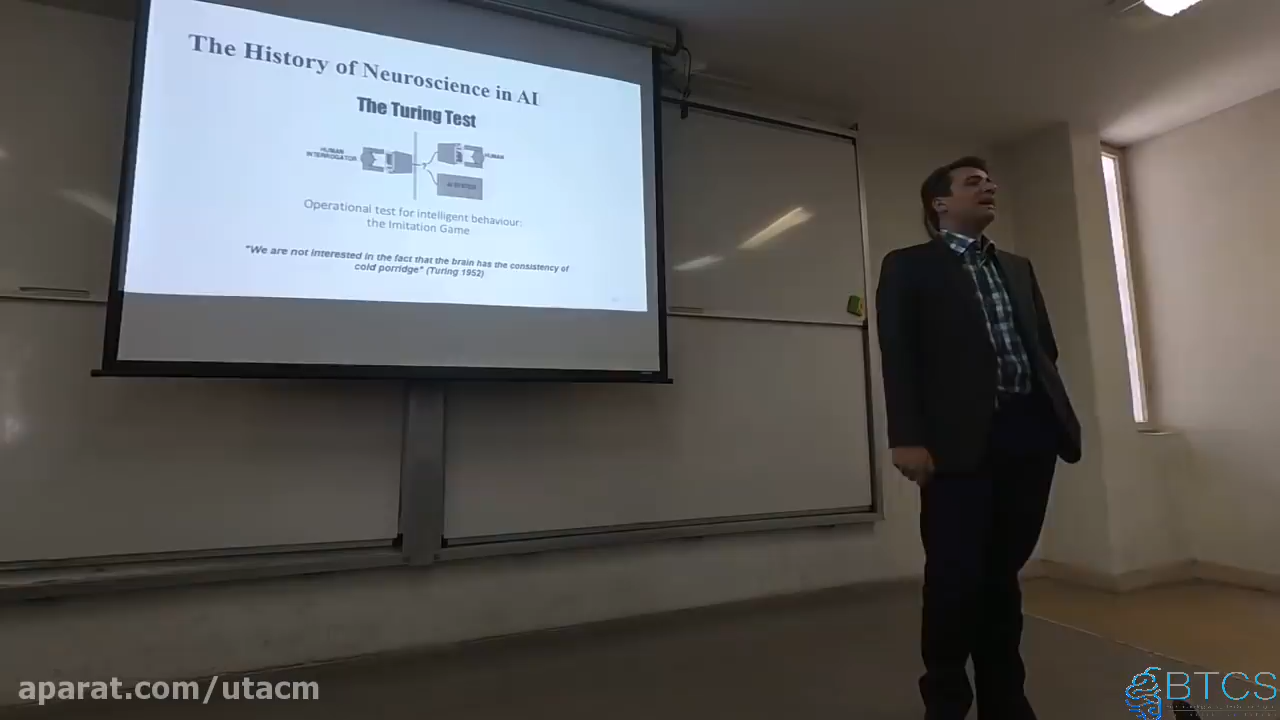 The History of Neuroscience in AI
The Turing Test
HUMAN
INTERROGATOR
HUMAN
AI SYSTEM
Operational test for intelligent behaviour:
the Imitation Game
"We are not interested in the fact that the brain has the consistency of
cold porridge" (Turing 1952)
aparat.com/utacm
BTCS